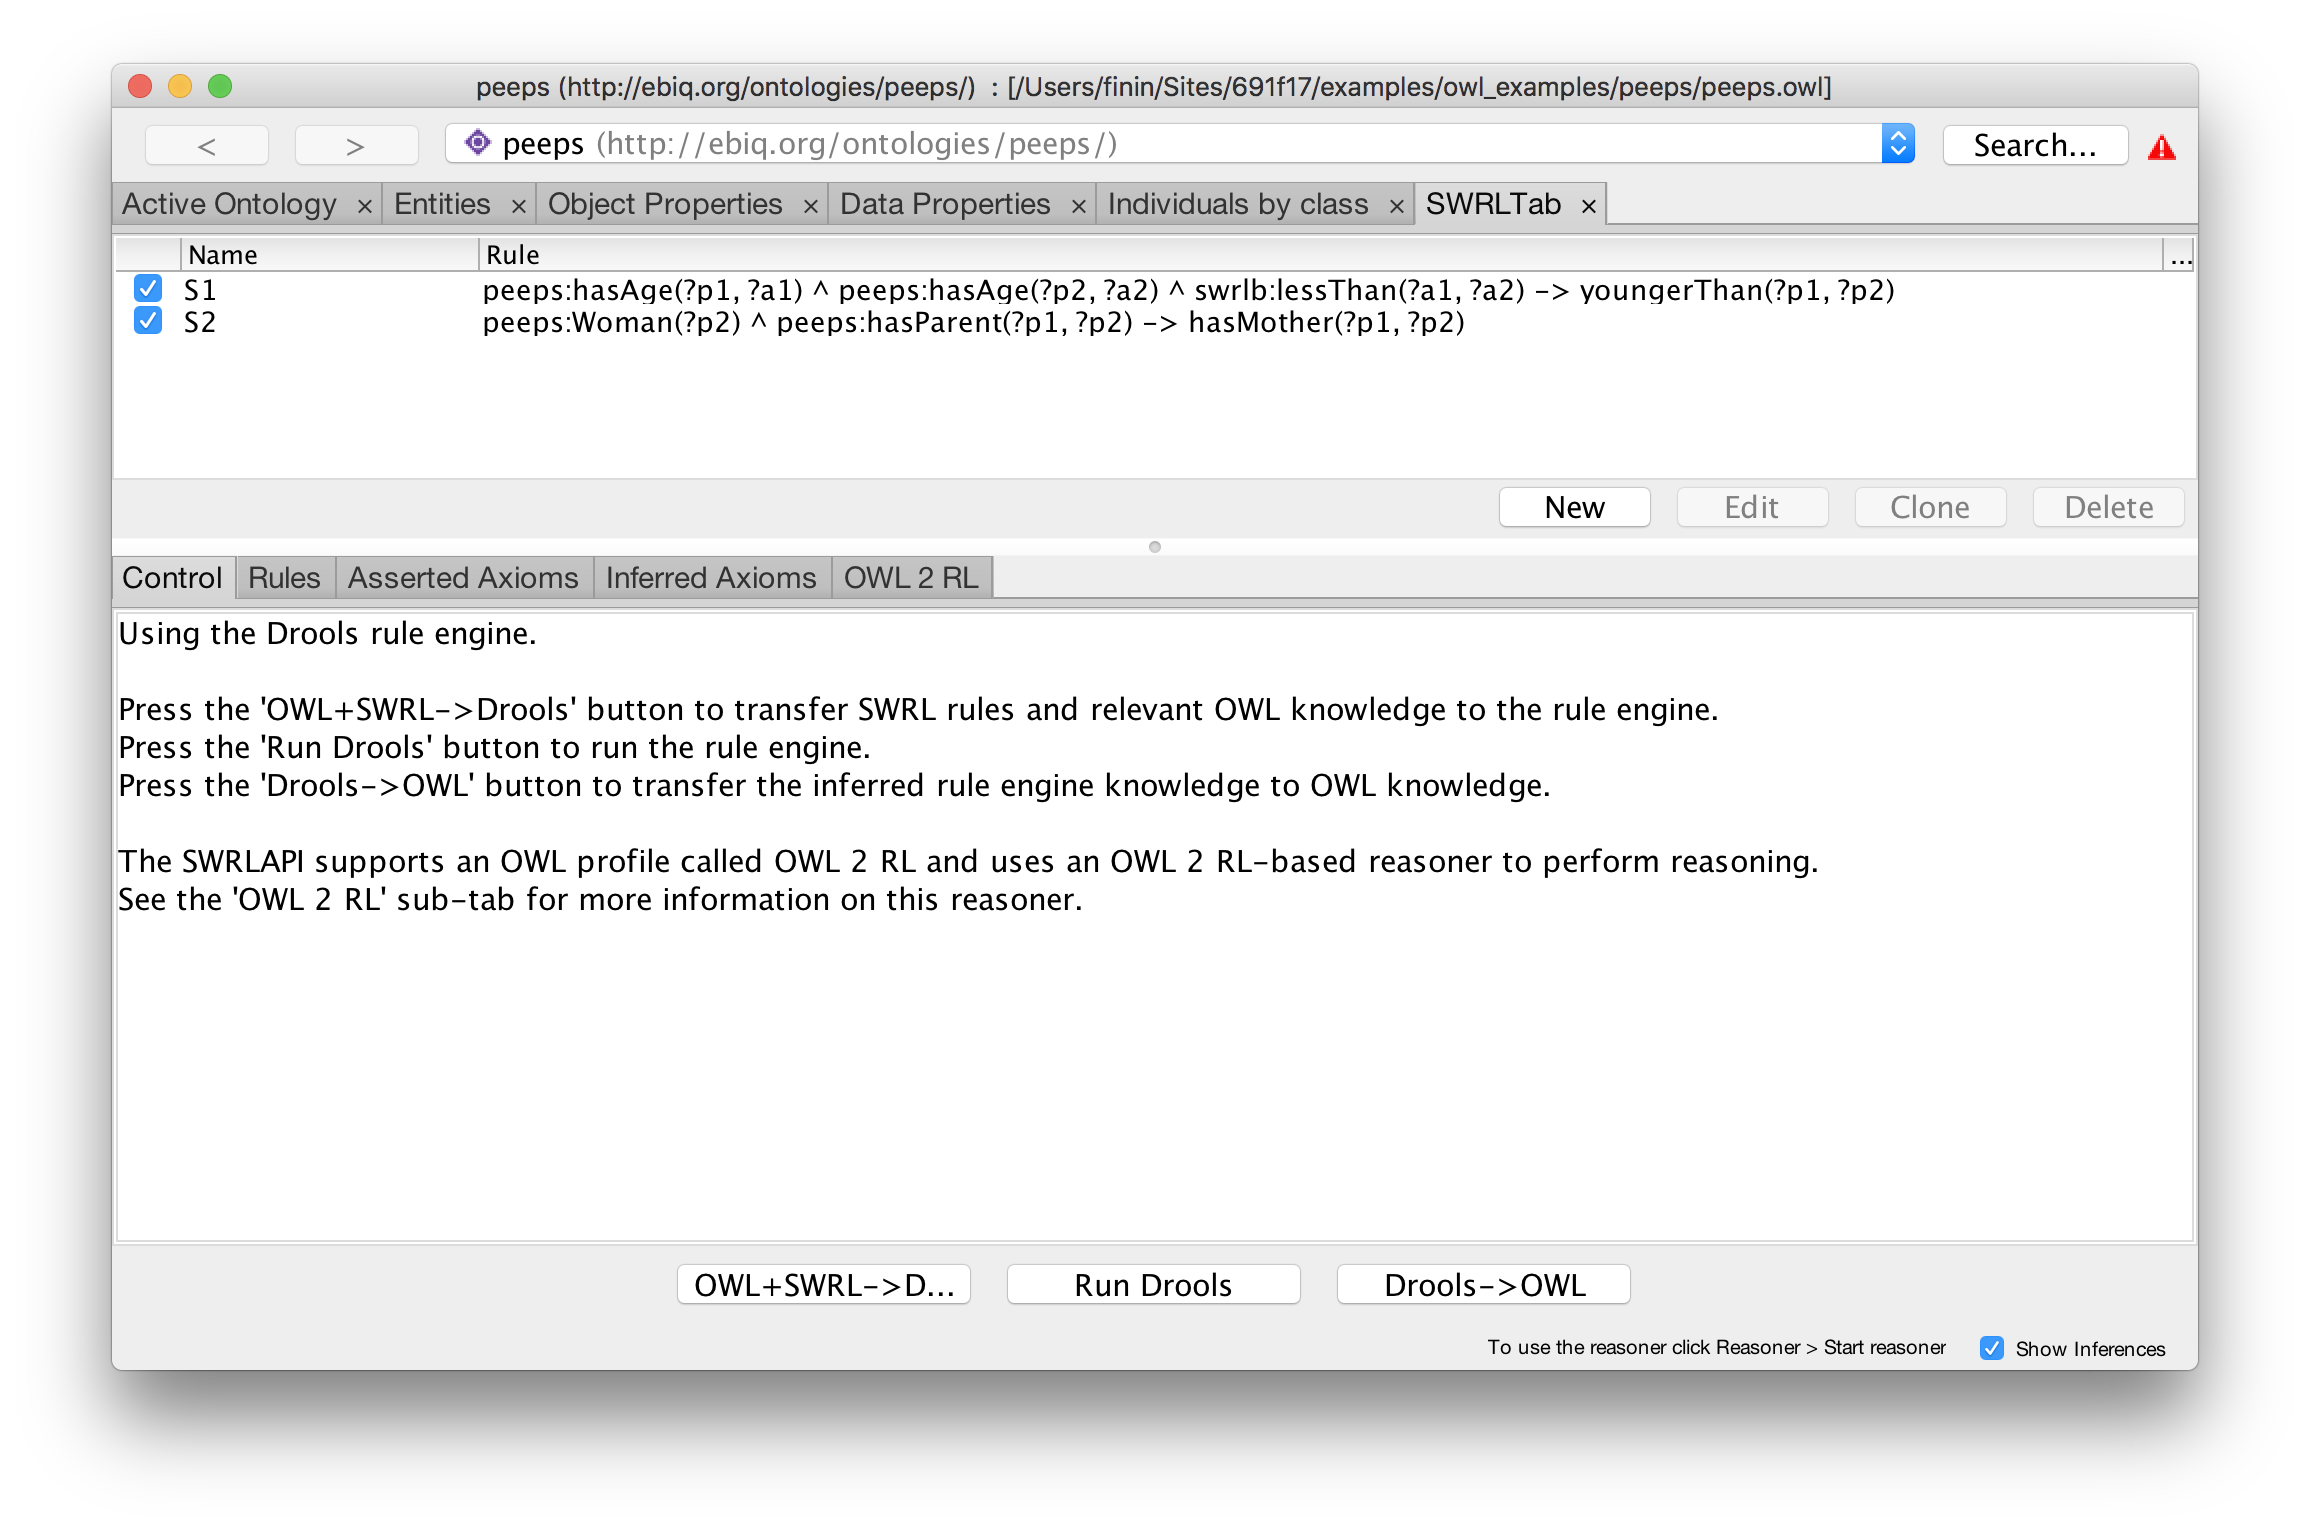 peeps (http://ebiq.org/ontologies/peeps/)  : [/Users/finin/Sites/691f17/examples/owl_examples/peeps/peeps.owl]
< > peeps (http://ebiq.org/ontologies/peeps/) Search...
Active Ontology × Entities × Object Properties × Data Properties × Individuals by class × SWRLTab ×
Name Rule ...
S1 peeps:hasAge(?p1, ?a1) ^ peeps:hasAge(?p2, ?a2) ^ swrlb:lessThan(?a1, ?a2) -> youngerThan(?p1, ?p2)
S2 peeps:Woman(?p2) ^ peeps:hasParent(?p1, ?p2) -> hasMother(?p1, ?p2)
New Edit Clone Delete
Control Rules Asserted Axioms Inferred Axioms OWL 2 RL
Using the Drools rule engine.
Press the 'OWL+SWRL->Drools' button to transfer SWRL rules and relevant OWL knowledge to the rule engine.
Press the 'Run Drools' button to run the rule engine.
Press the 'Drools->OWL' button to transfer the inferred rule engine knowledge to OWL knowledge.
The SWRLAPI supports an OWL profile called OWL 2 RL and uses an OWL 2 RL-based reasoner to perform reasoning.
See the 'OWL 2 RL' sub-tab for more information on this reasoner.
OWL+SWRL->D... Run Drools Drools->OWL
To use the reasoner click Reasoner > Start reasoner Show Inferences